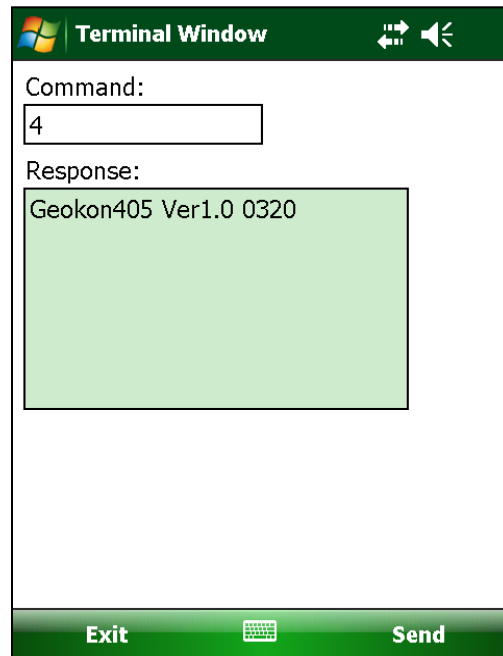 Terminal Window
Command:
4
Response:
Geokon405 Ver1.0 0320
Exit
Send